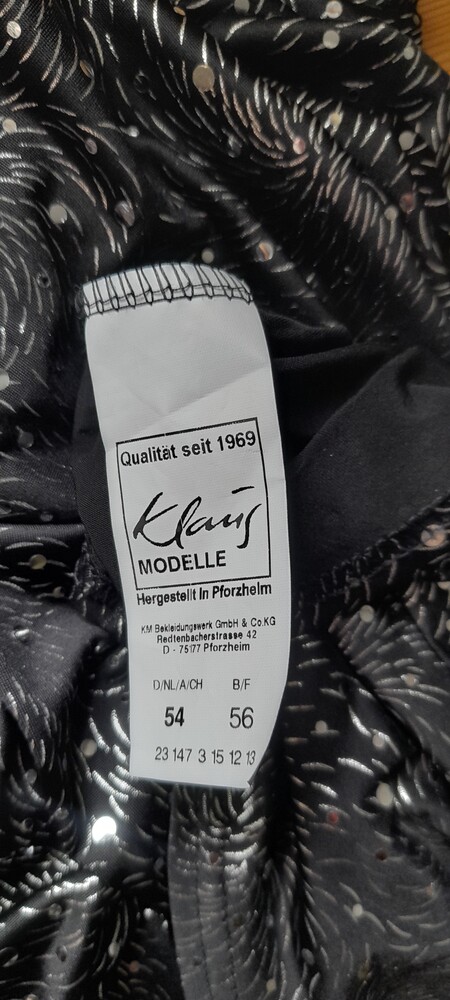 Qualität seit 1969
Klaus
MODELLE
Hergestellt in Pforzheim
KM Bekleidungswerk GmbH & Co.KG
Redtenbacherstrasse 42
D - 75177 Pforzheim
D/NL/A/CH B/F
54 56
23 147 3 15 12 13